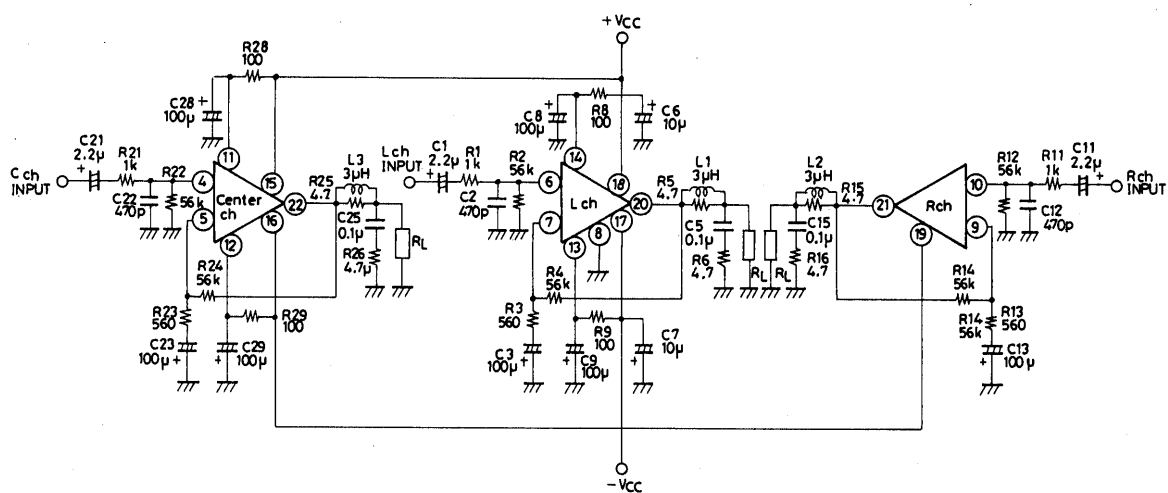 +VCC
R28
100
C28
100μ
+
C8
100μ
+
R8
100
C6
10μ
+
C ch
INPUT
C21
2.2μ
+
R21
1k
R22
56k
C22
470p
11
4
5
12
15
16
22
Center
ch
R25
4.7
L3
3μH
C25
0.1μ
R26
4.7μ
RL
R24
56k
R23
560
C23
100μ
+
C29
100μ
+
R29
100
Lch
INPUT
C1
2.2μ
+
R1
1k
R2
56k
C2
470p
14
6
7
13
8
18
17
20
Lch
R5
4.7
L1
3μH
C5
0.1μ
R6
4.7
RL
R4
56k
R3
560
C3
100μ
+
C9
100μ
+
R9
100
C7
10μ
+
L2
3μH
R15
4.7
C15
0.1μ
R16
4.7
RL
21
Rch
19
10
9
R12
56k
R11
1k
C11
2.2μ
+
Rch
INPUT
C12
470p
R14
56k
R14
56k
R13
560
C13
100μ
+
-VCC